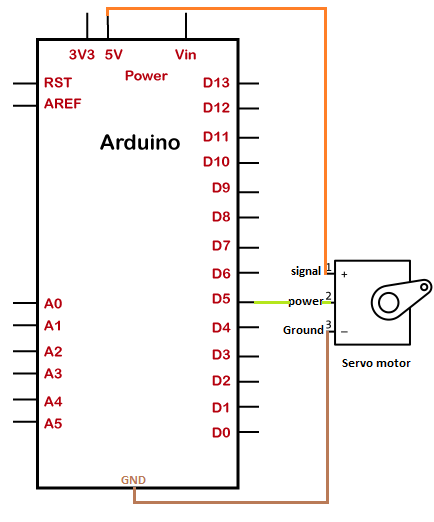 3V3 5V Vin
Power
RST D13
AREF D12
Arduino D11
D10
D9
D8
D7
D6
signal 1 +
A0 D5
power 2
A1 D4
Ground 3 –
A2 D3
Servo motor
A3 D2
A4 D1
A5 D0
GND